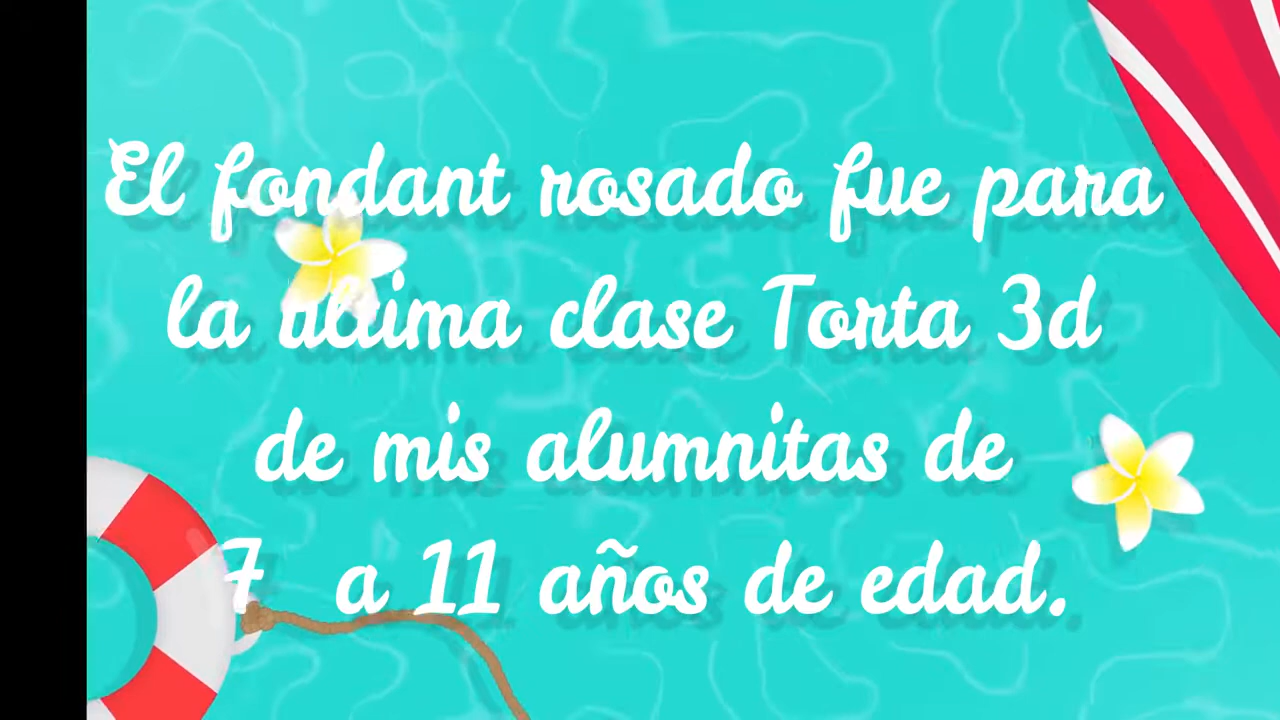 El fondant rosado fue para
la última clase Torta 3d
de mis alumnitas de
7 a 11 años de edad.